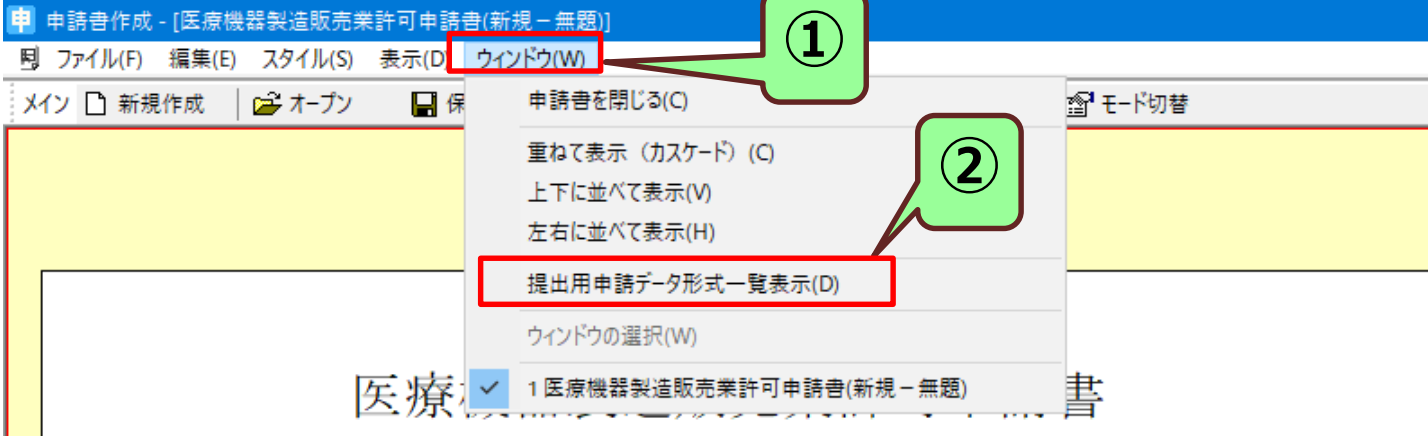 申 申請書作成 - [医療機器製造販売業許可申請書(新規－無題)]
①
ファイル(F) 編集(E) スタイル(S) 表示(D) ウィンドウ(W)
メイン 新規作成 オープン 保 モード切替
申請書を閉じる(C)
②
重ねて表示（カスケード）(C)
上下に並べて表示(V)
左右に並べて表示(H)
提出用申請データ形式一覧表示(D)
ウィンドウの選択(W)
1 医療機器製造販売業許可申請書(新規－無題)
医療 書